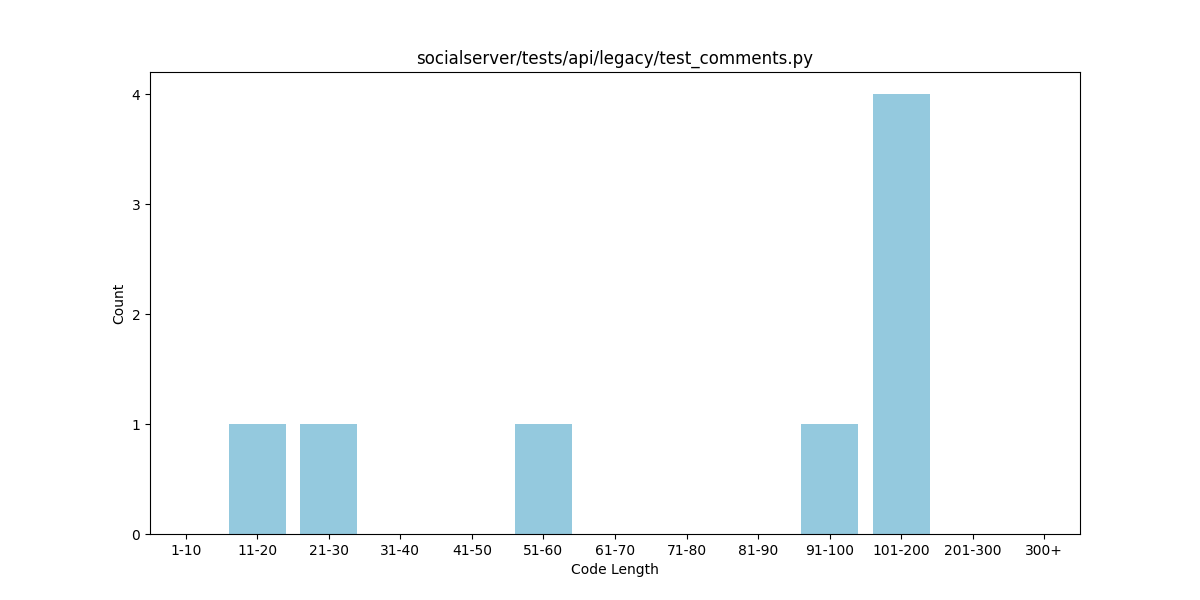 socialserver/tests/api/legacy/test_comments.py
4
3
2
1
0
Count
1-10 11-20 21-30 31-40 41-50 51-60 61-70 71-80 81-90 91-100 101-200 201-300 300+
Code Length